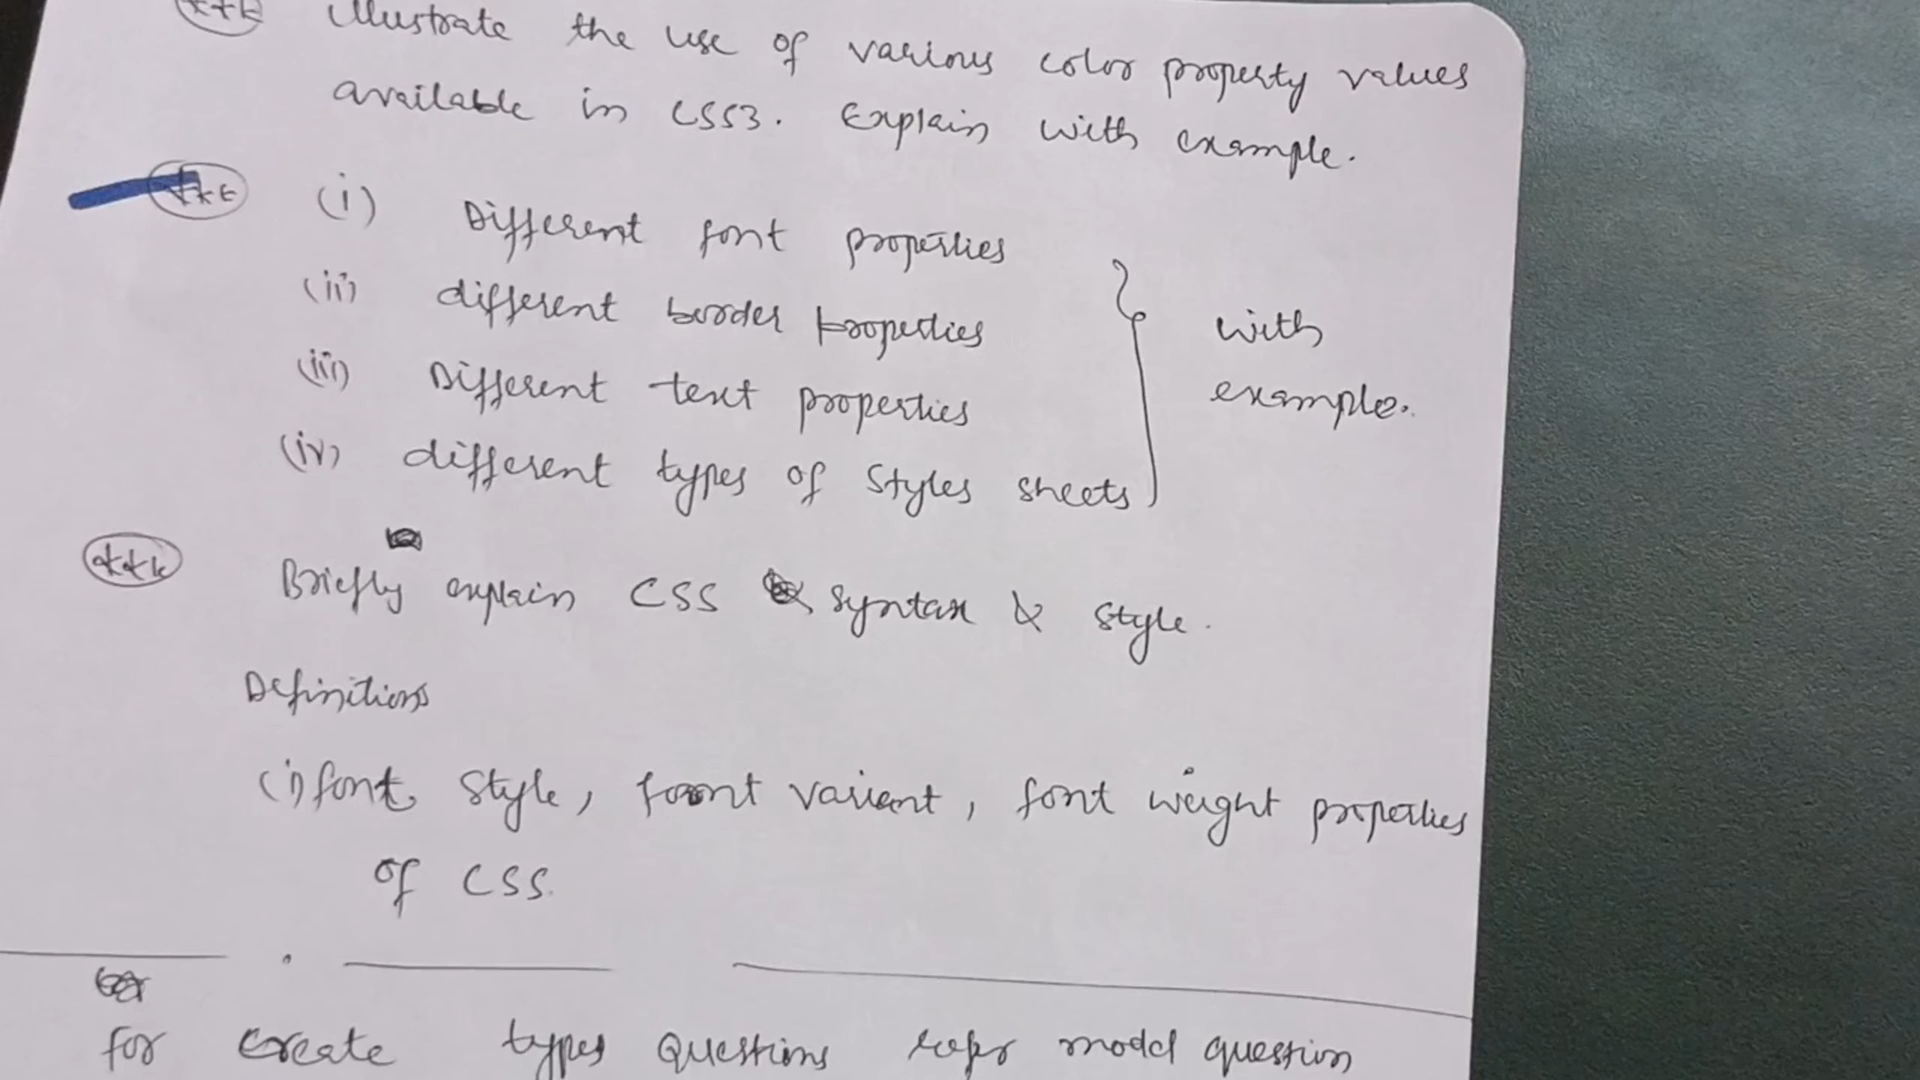 *** Illustrate the use of various color property values
available in CSS3. Explain with example.
*** (i) Different font properties
(ii) different border properties
(iii) Different text properties
(iv) different types of Styles sheets
with
example.
*** Briefly explain CSS syntax & style.
Definitions
(i) font style, foont varient, font weight properties
of CSS.
for create types questions refer model question